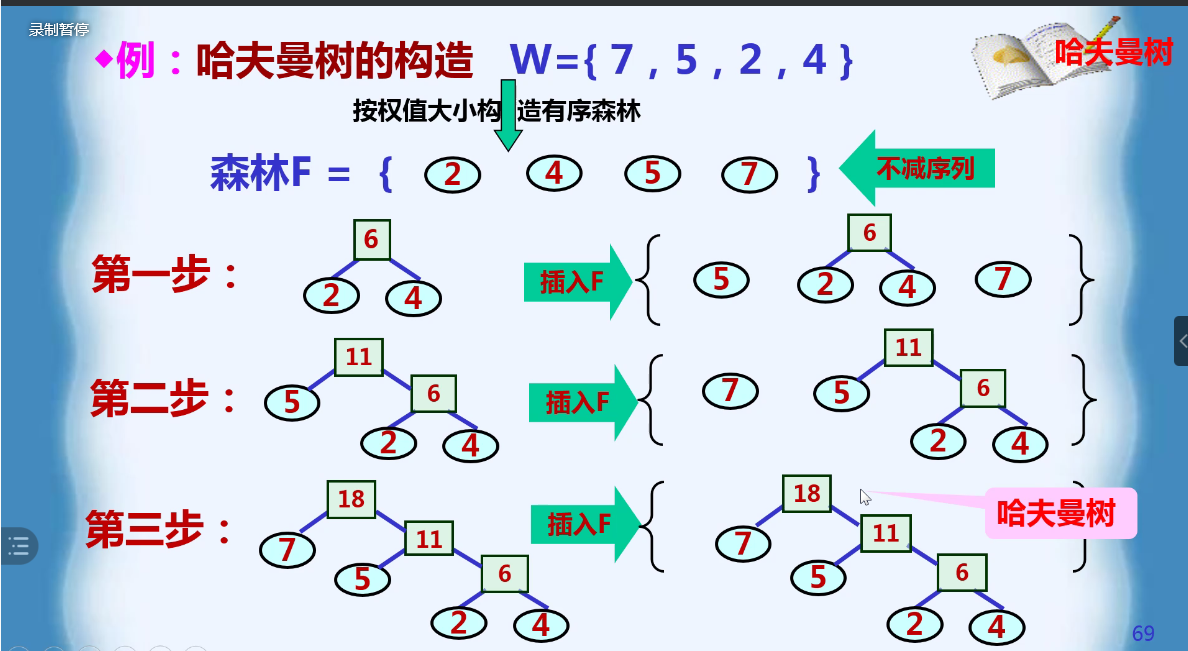 录制暂停
◆例：哈夫曼树的构造 W={ 7 , 5 , 2 , 4 }
哈夫曼树
按权值大小构造有序森林
森林F = { 2 4 5 7 }
不减序列
第一步：
6
2 4
插入F
{ 5
6
2 4
7 }
第二步：
11
5 6
2 4
插入F
{ 7
11
5 6
2 4 }
第三步：
18
7 11
5 6
2 4
插入F
{ 18
7 11
5 6
2 4 }
哈夫曼树
69